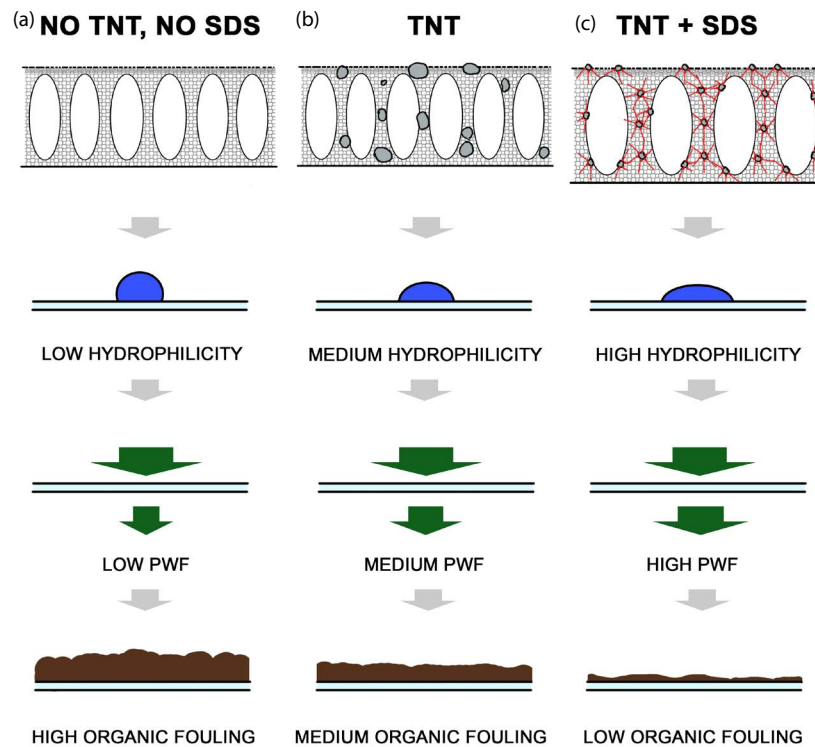 (a) NO TNT, NO SDS
(b) TNT
(c) TNT + SDS
LOW HYDROPHILICITY
MEDIUM HYDROPHILICITY
HIGH HYDROPHILICITY
LOW PWF
MEDIUM PWF
HIGH PWF
HIGH ORGANIC FOULING
MEDIUM ORGANIC FOULING
LOW ORGANIC FOULING